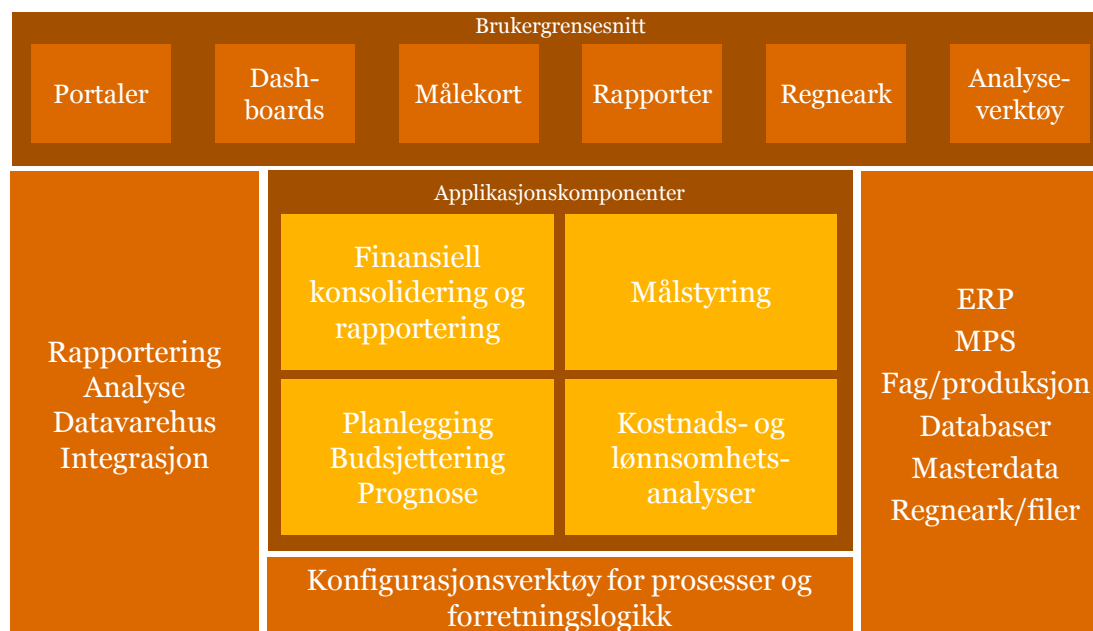 Brukergrensesnitt
Portaler
Dash-
boards
Målekort
Rapporter
Regneark
Analyse-
verktøy
Rapportering
Analyse
Datavarehus
Integrasjon
Applikasjonskomponenter
Finansiell
konsolidering og
rapportering
Målstyring
Planlegging
Budsjettering
Prognose
Kostnads- og
lønnsomhets-
analyser
Konfigurasjonsverktøy for prosesser og
forretningslogikk
ERP
MPS
Fag/produksjon
Databaser
Masterdata
Regneark/filer